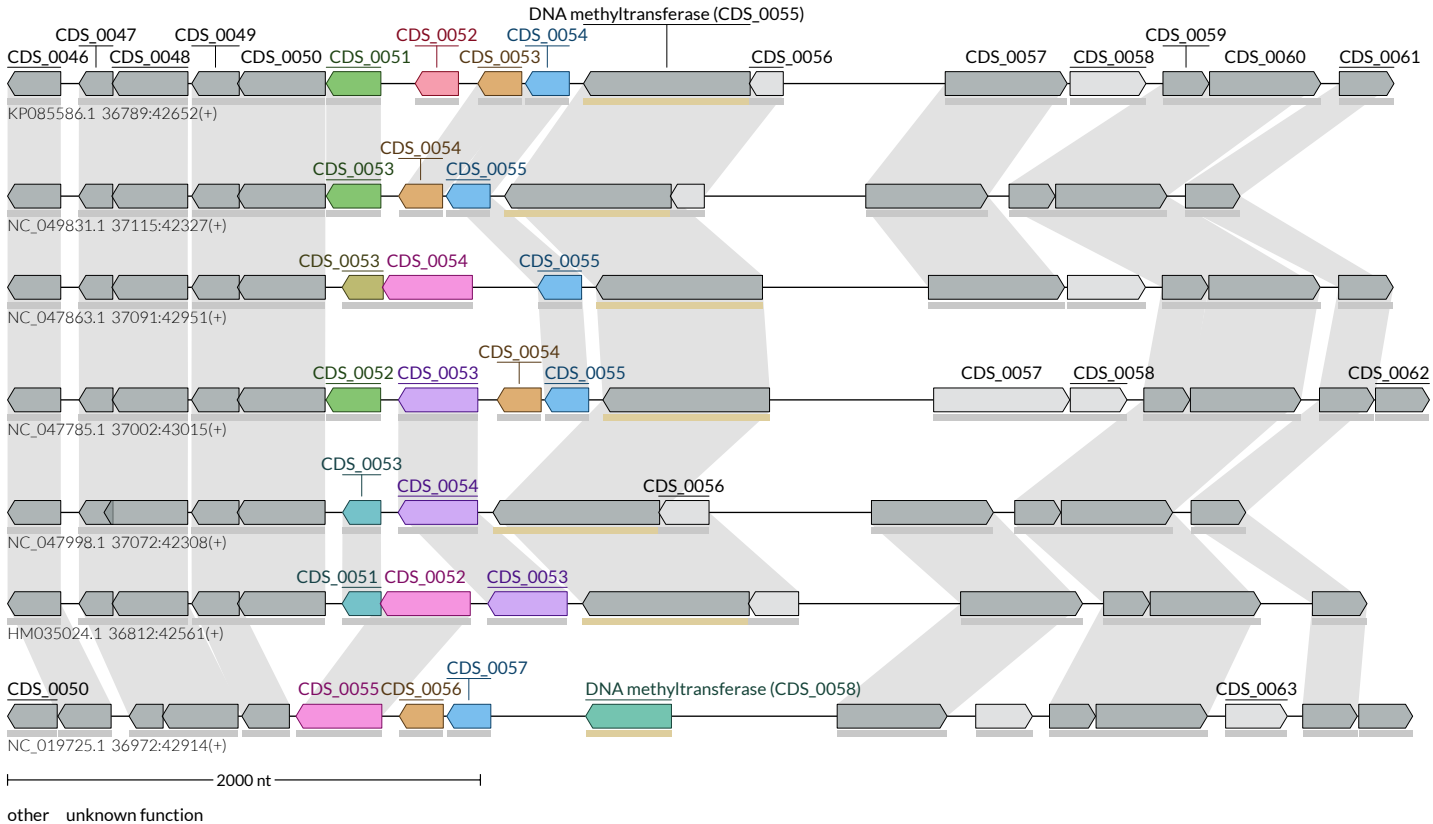 DNA methyltransferase (CDS_0055)
CDS_0047 CDS_0049 CDS_0052 CDS_0054 CDS_0059
CDS_0046 CDS_0048 CDS_0050 CDS_0051 CDS_0053 CDS_0056 CDS_0057 CDS_0058 CDS_0060 CDS_0061
KP085586.1 36789:42652(+)
CDS_0054
CDS_0053 CDS_0055
NC_049831.1 37115:42327(+)
CDS_0053 CDS_0054 CDS_0055
NC_047863.1 37091:42951(+)
CDS_0054
CDS_0052 CDS_0053 CDS_0055 CDS_0057 CDS_0058 CDS_0062
NC_047785.1 37002:43015(+)
CDS_0053
CDS_0054 CDS_0056
NC_047998.1 37072:42308(+)
CDS_0051 CDS_0052 CDS_0053
HM035024.1 36812:42561(+)
CDS_0057
CDS_0050 CDS_0055 CDS_0056 DNA methyltransferase (CDS_0058) CDS_0063
NC_019725.1 36972:42914(+)
2000 nt
other unknown function